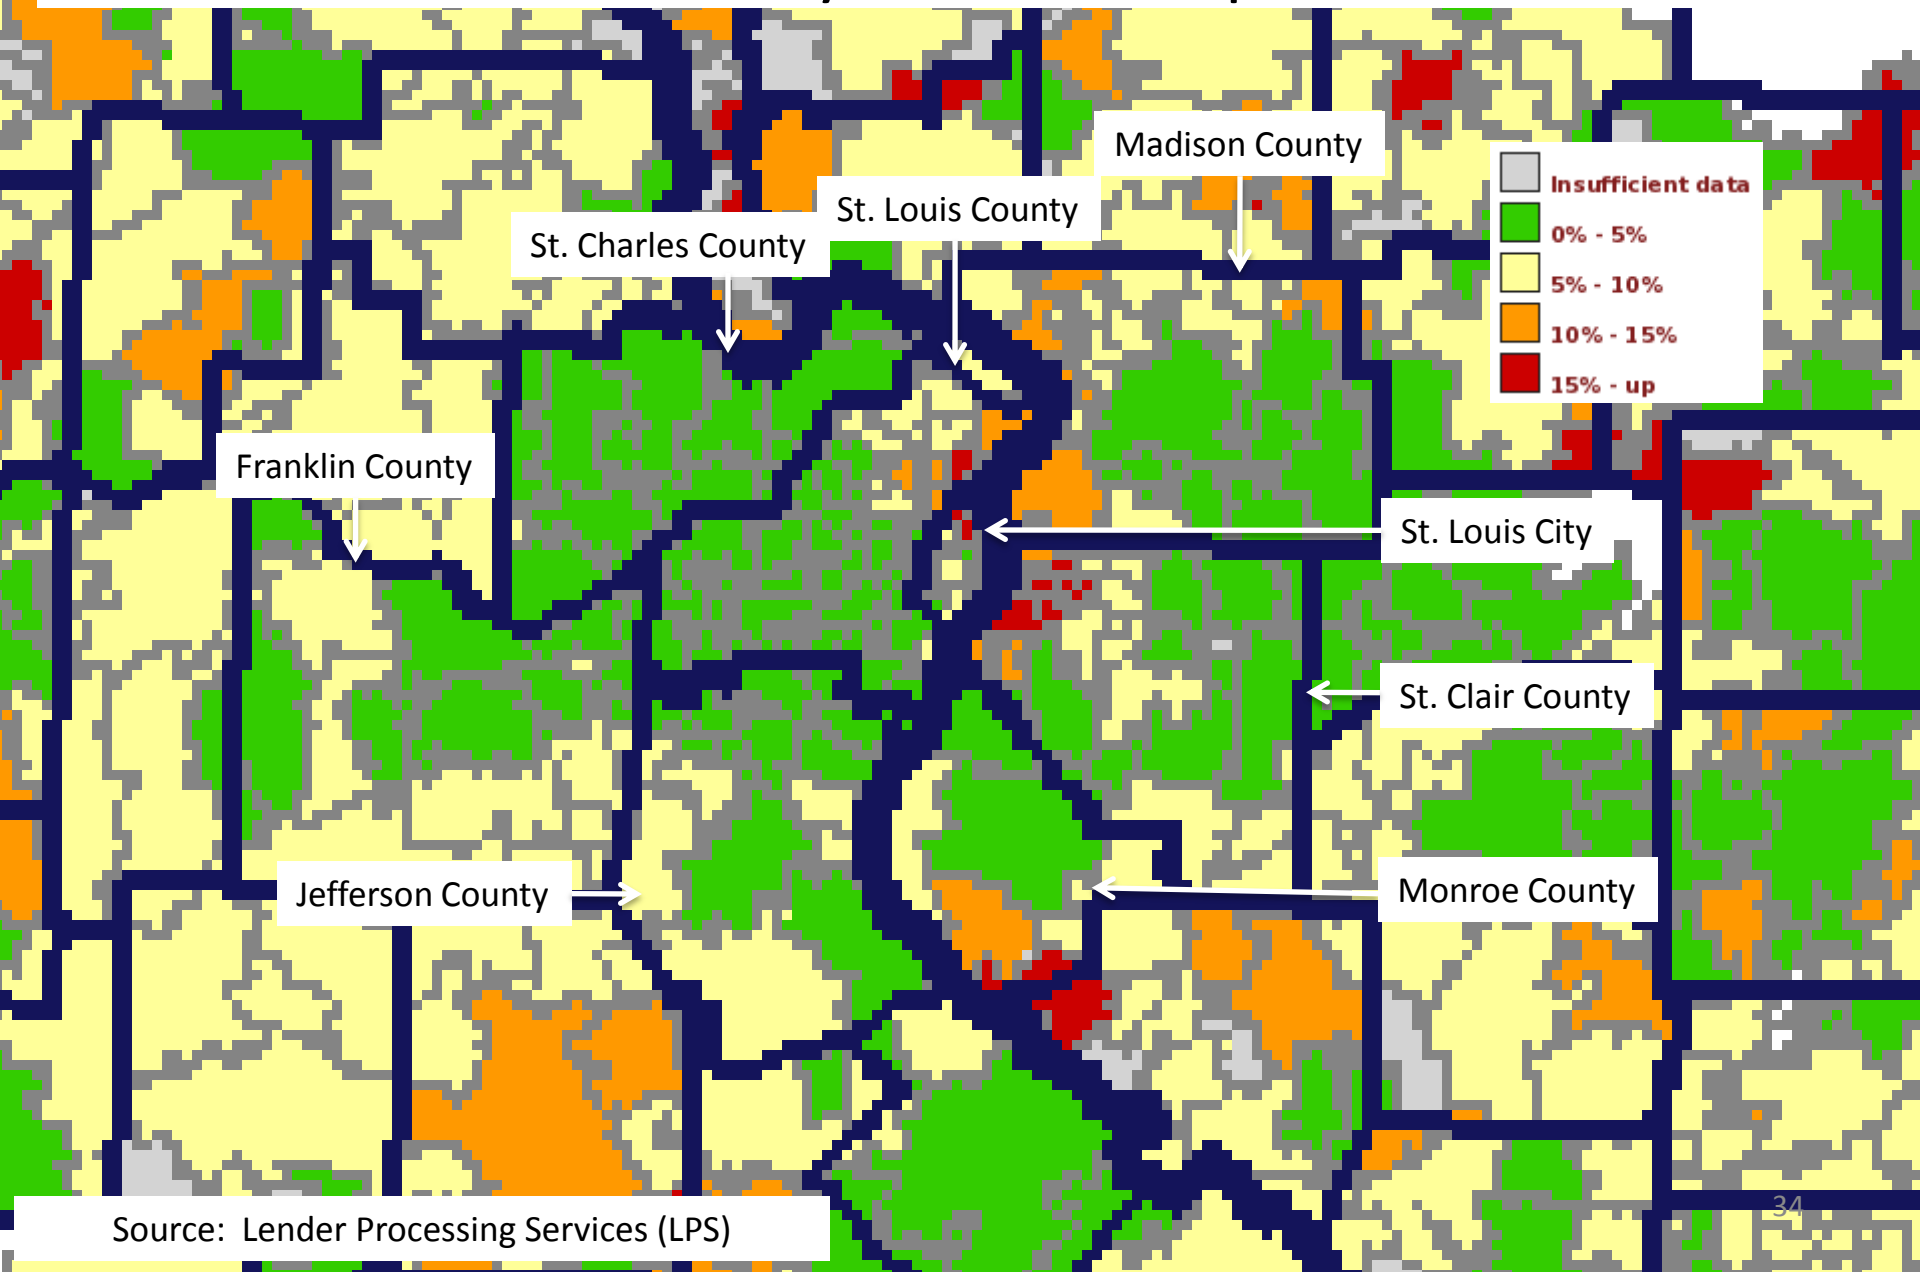 Madison County
St. Louis County
St. Charles County
Insufficient data
0% - 5%
5% - 10%
10% - 15%
15% - up
Franklin County
St. Louis City
St. Clair County
Jefferson County
Monroe County
34
Source:  Lender Processing Services (LPS)